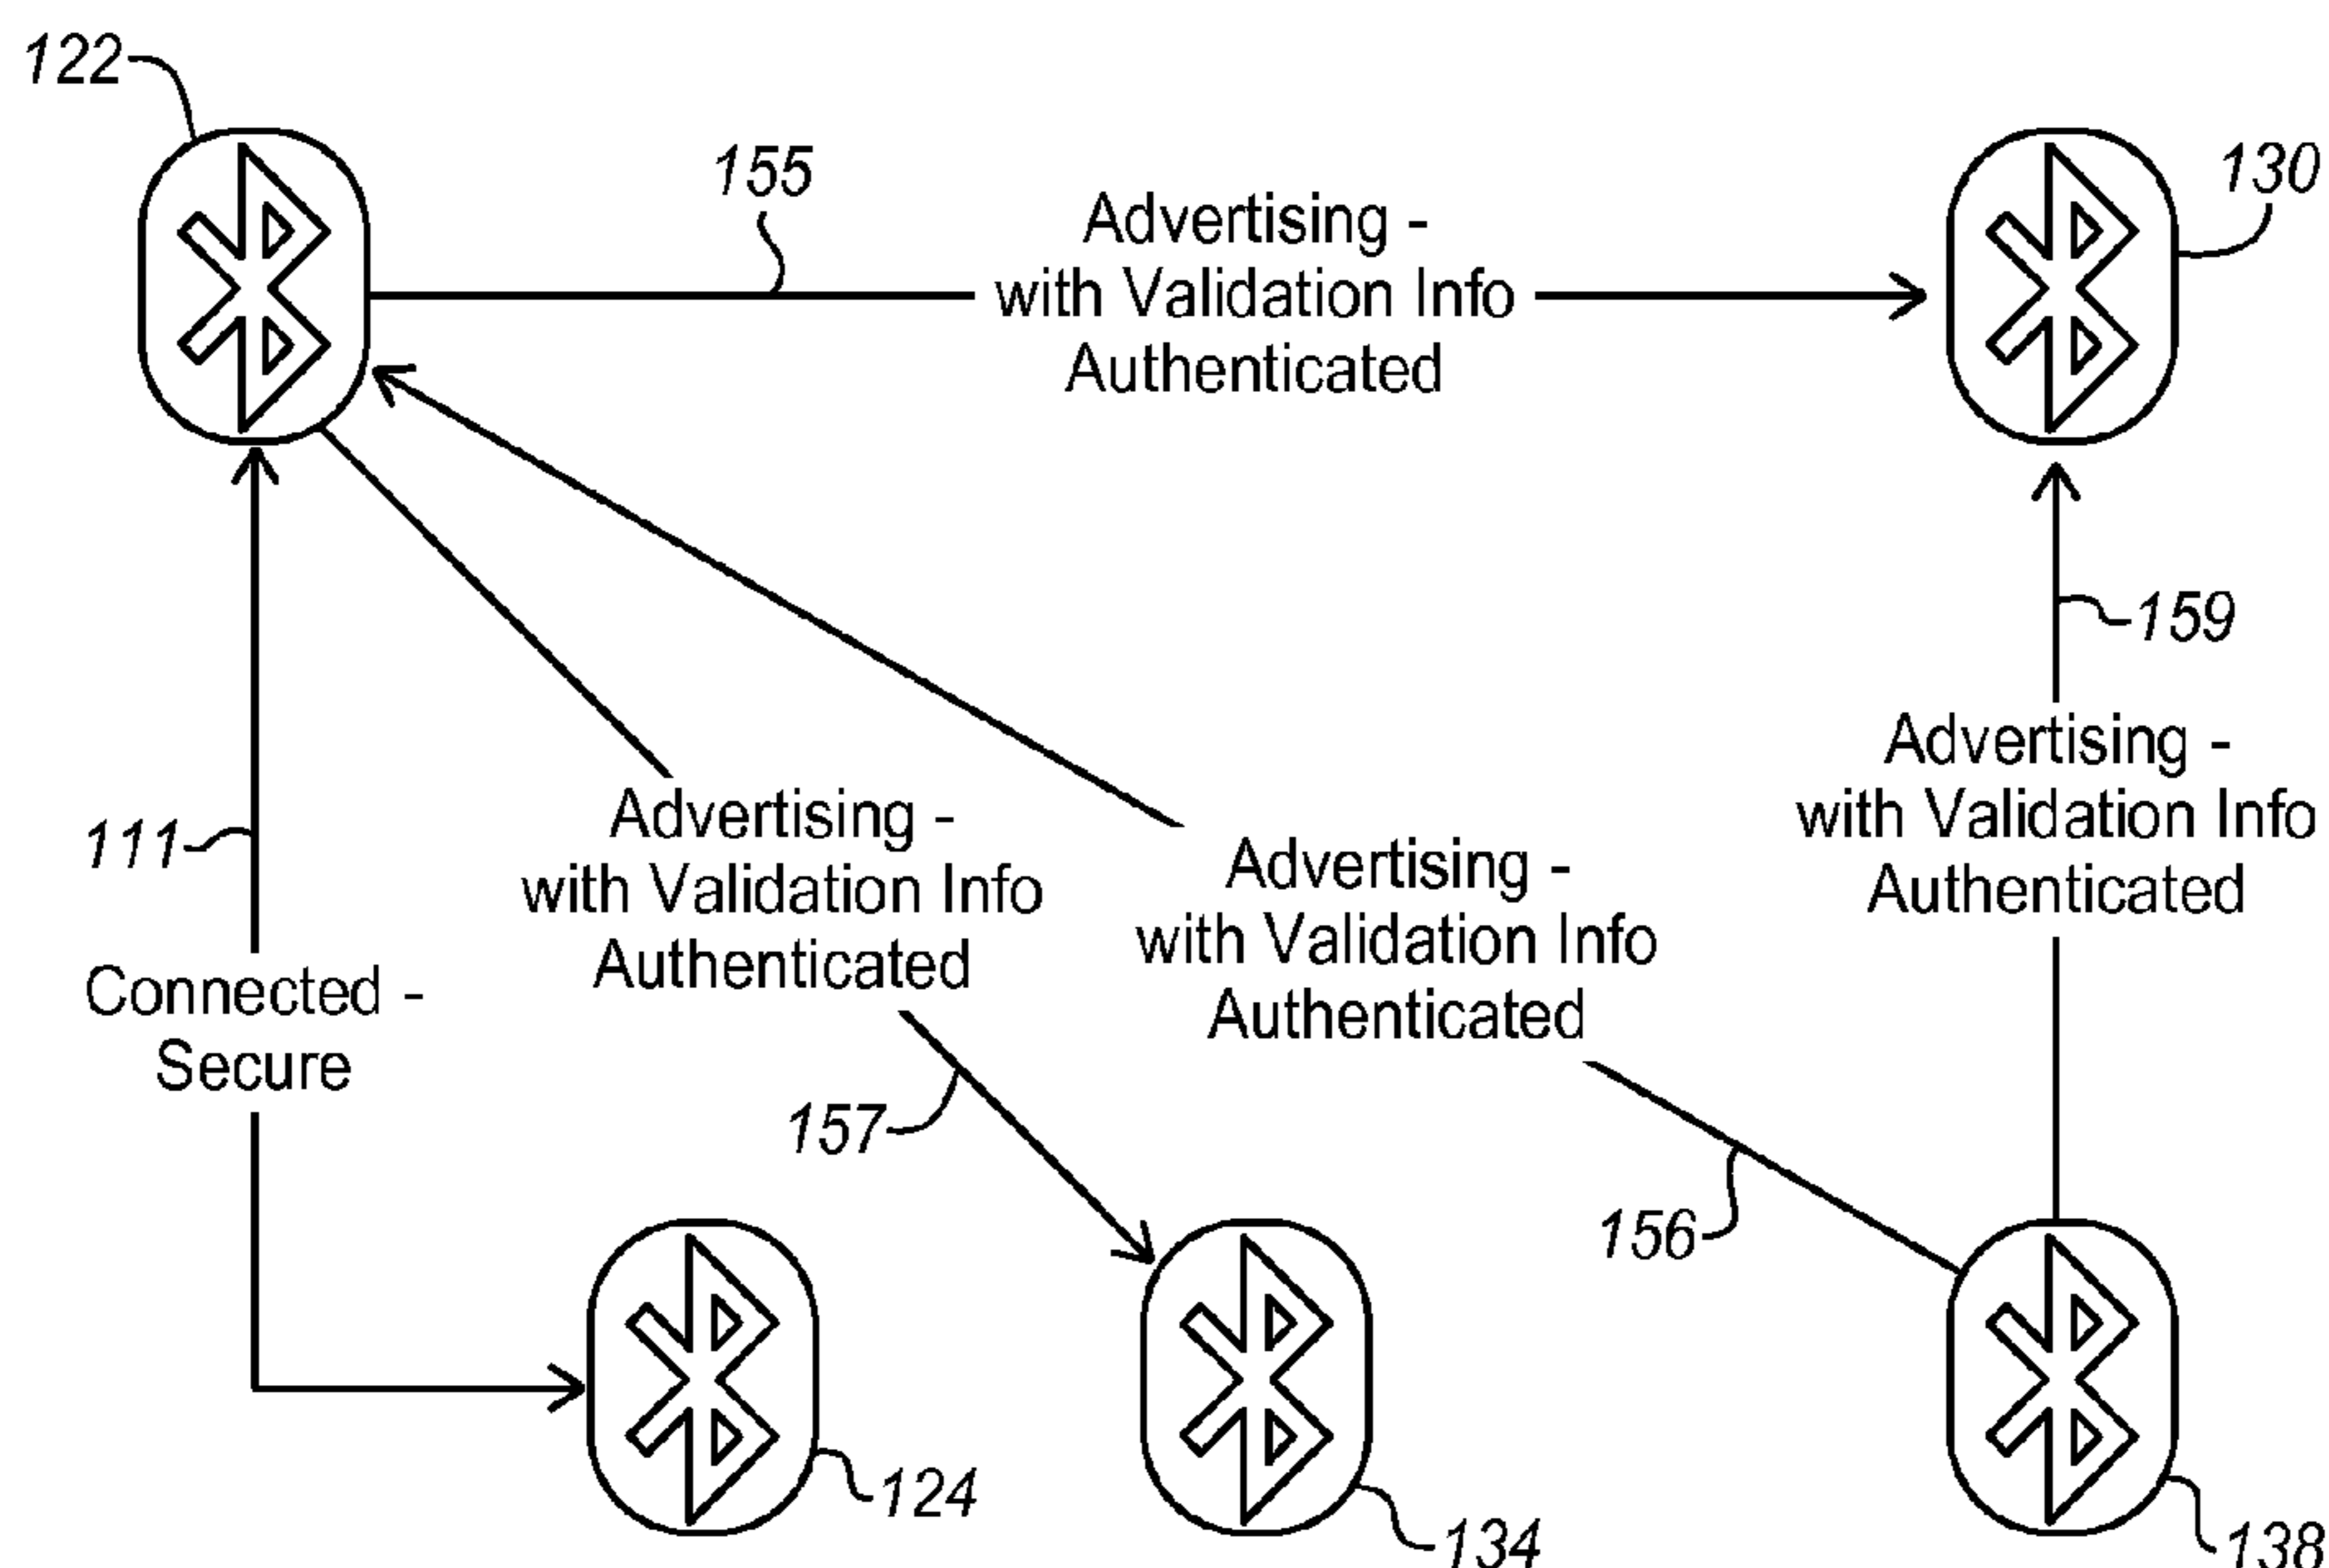 122
155
130
Advertising -
with Validation Info
Authenticated
159
111
Advertising -
with Validation Info
Authenticated
Advertising -
with Validation Info
Authenticated
Advertising -
with Validation Info
Authenticated
Connected -
Secure
157
156
124
134
138